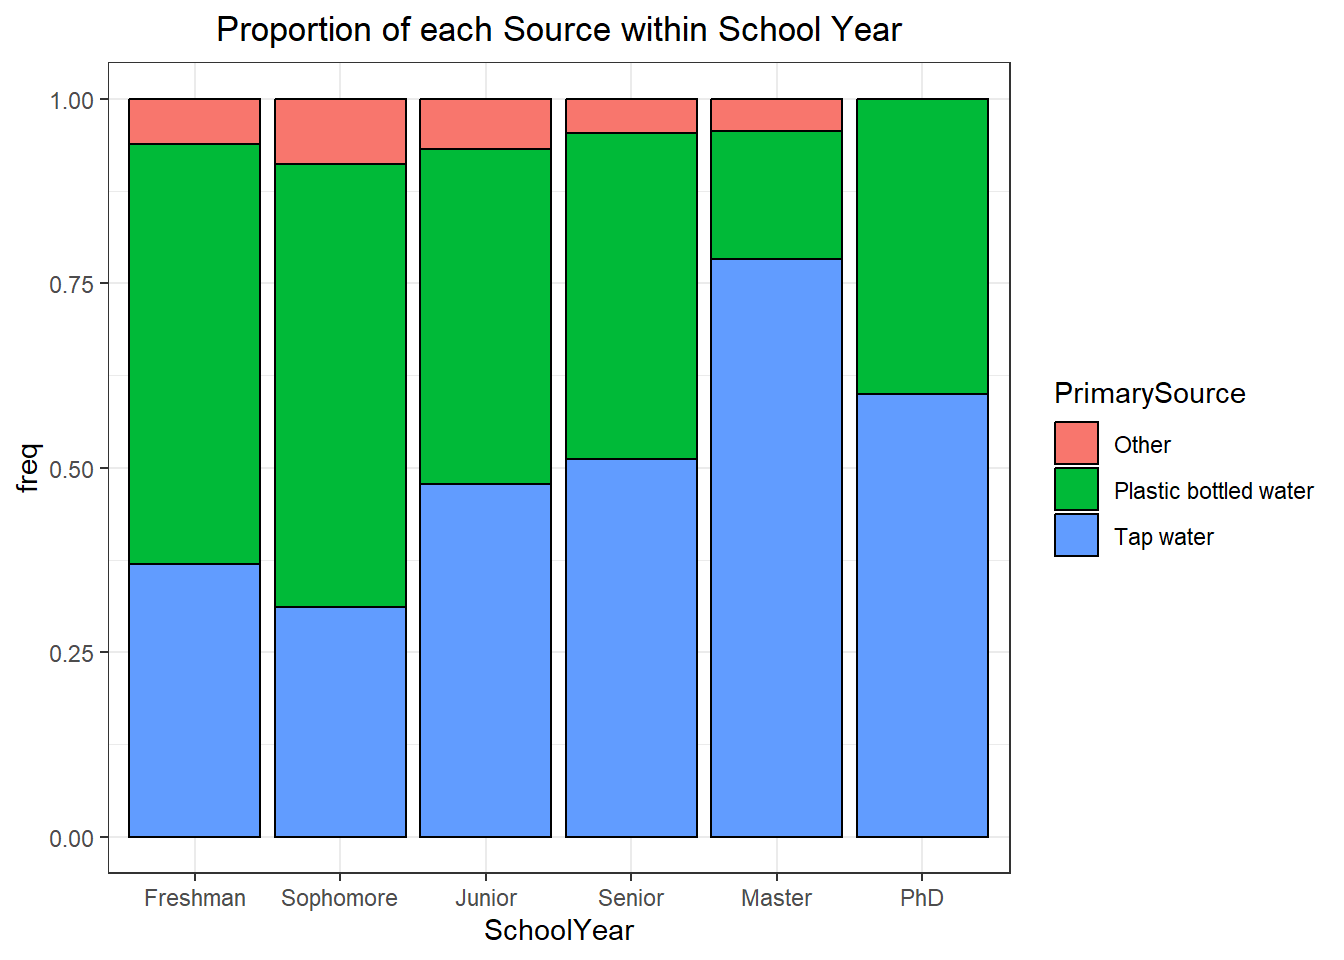 Proportion of each Source within School Year
1.00
0.75
0.50
0.25
0.00
freq
Freshman Sophomore Junior Senior Master PhD
SchoolYear
PrimarySource
Other
Plastic bottled water
Tap water